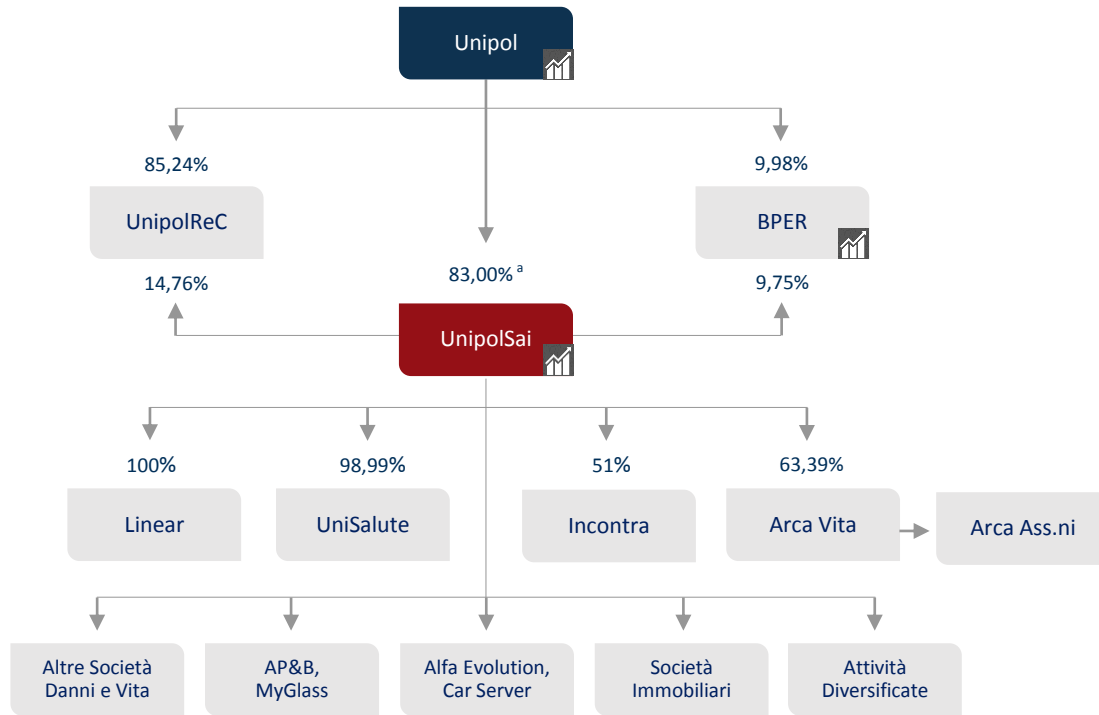 Unipol
85,24%
9,98%
UnipolReC
BPER
14,76%
83,00% a
9,75%
UnipolSai
100%
98,99%
51%
63,39%
Linear
UniSalute
Incontra
Arca Vita
Arca Ass.ni
Altre Società
Danni e Vita
AP&B,
MyGlass
Alfa Evolution,
Car Server
Società
Immobiliari
Attività
Diversificate